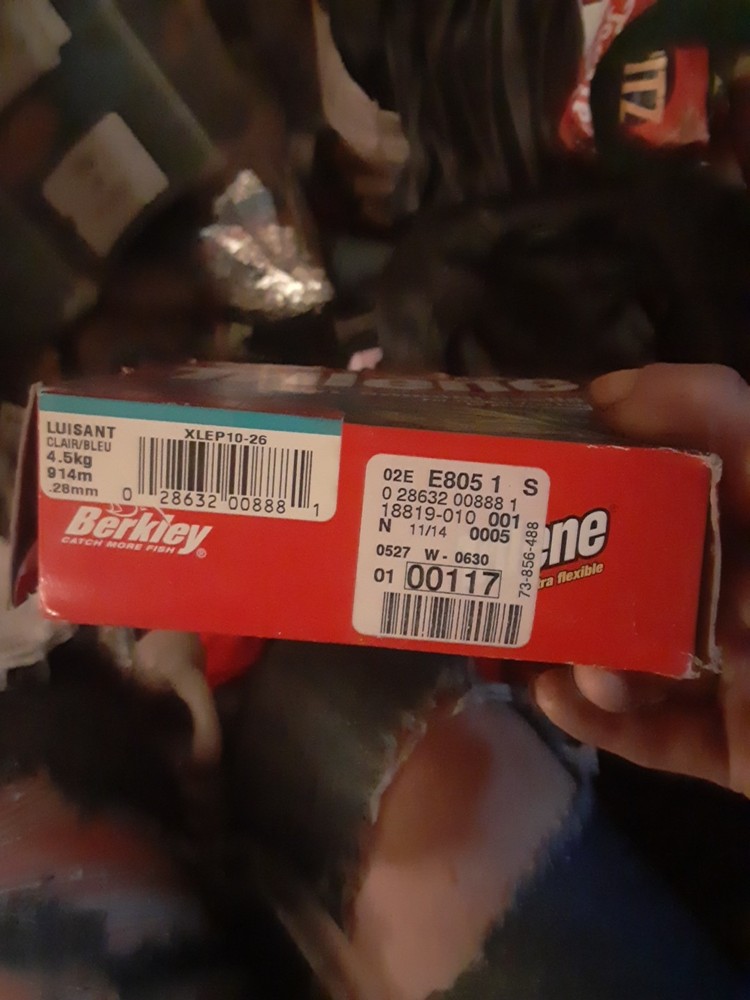 LUISANT
CLAIR/BLEU
4.5kg
914m
.28mm
XLEP10-26
0 28632 00888 1
Berkley®
CATCH MORE FISH
02E E805 1 S
0 28632 00888 1
18819-010 001
N 11/14 0005
0527 W-0630
01 00117
73-856-488
ene
ra flexible